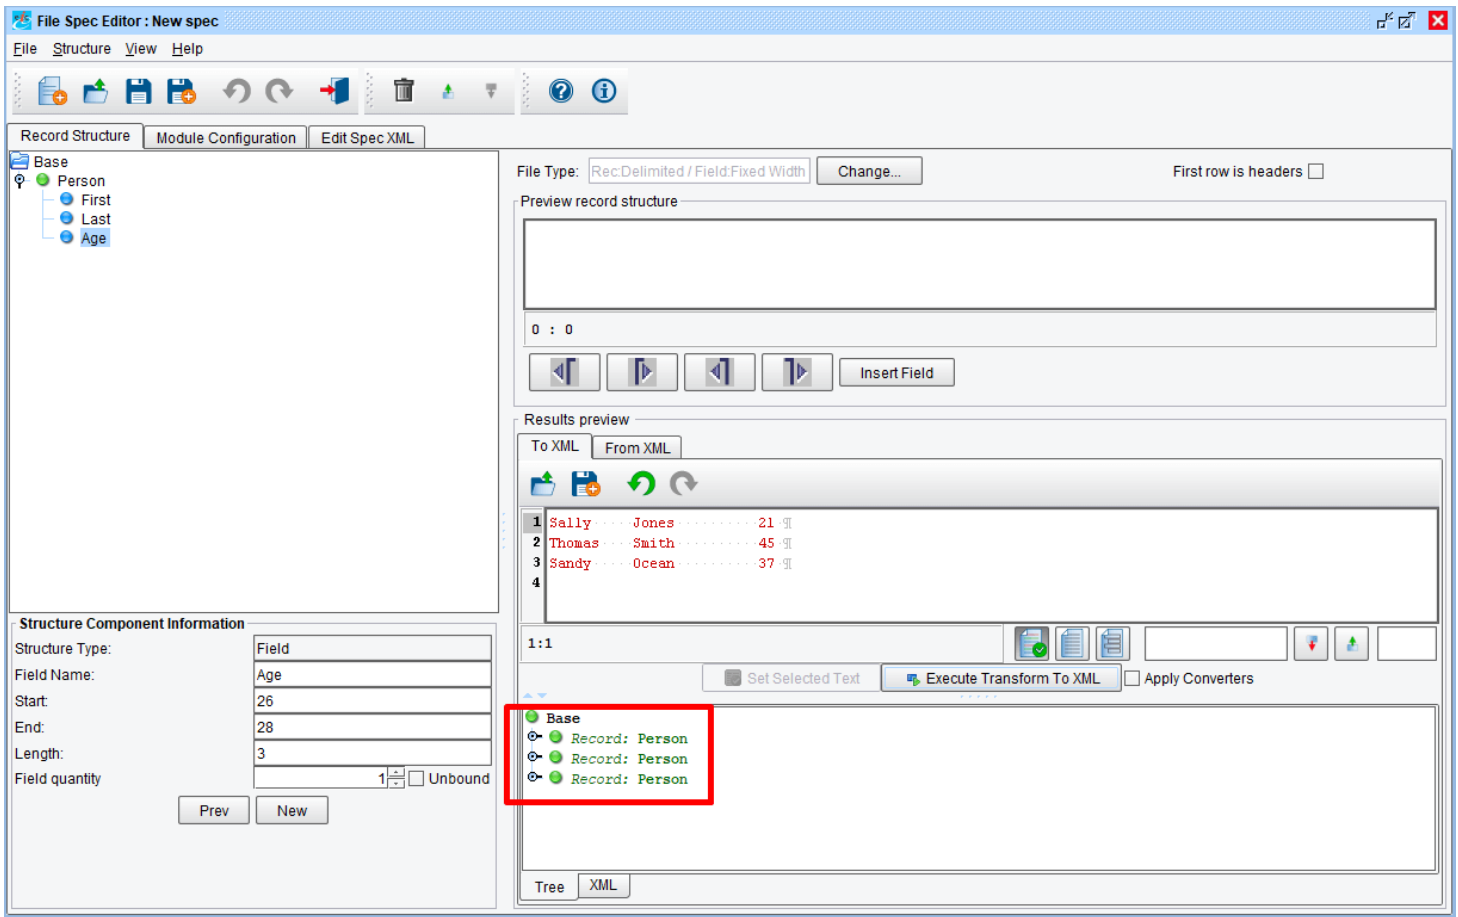 File Spec Editor : New spec
File Structure View Help
Record Structure Module Configuration Edit Spec XML
Base
Person
First
Last
Age
File Type: Rec:Delimited / Field:Fixed Width Change... First row is headers
Preview record structure
0 : 0
Insert Field
Results preview
To XML From XML
1 Sally Jones 21 ¶
2 Thomas Smith 45 ¶
3 Sandy Ocean 37 ¶
4
1:1
Set Selected Text Execute Transform To XML Apply Converters
Base
Record: Person
Record: Person
Record: Person
Tree XML
Structure Component Information
Structure Type: Field
Field Name: Age
Start: 26
End: 28
Length: 3
Field quantity 1 Unbound
Prev New